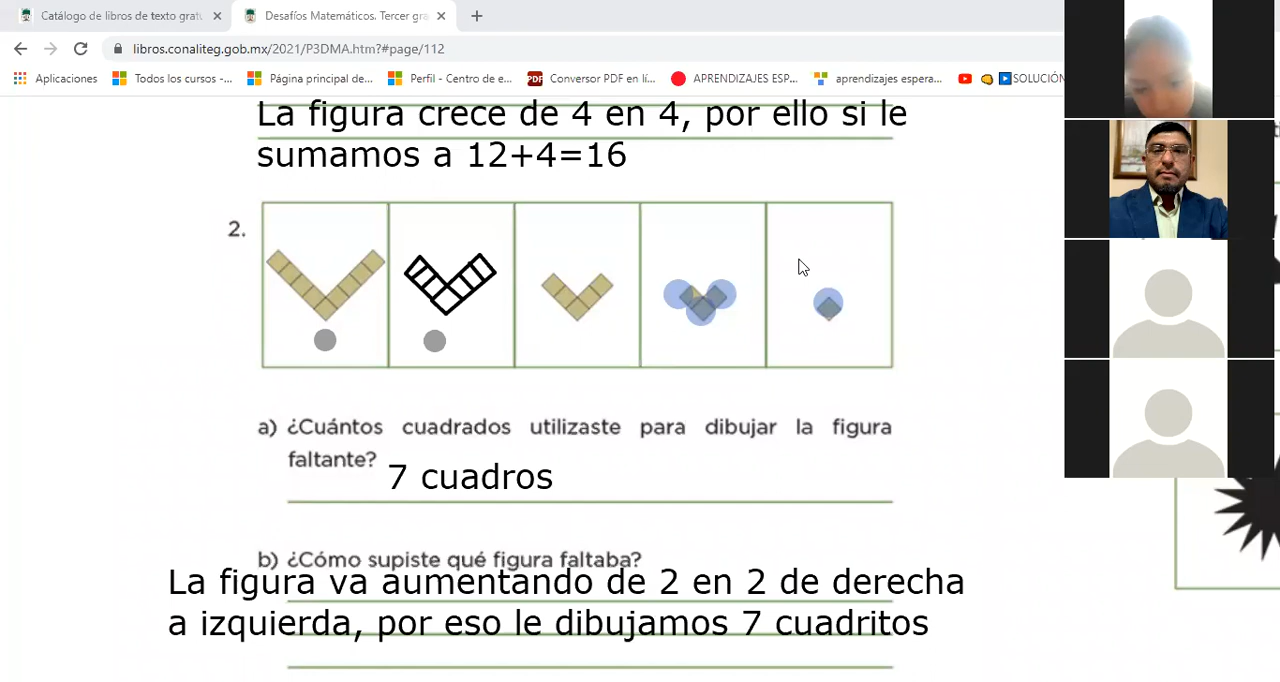 Catálogo de libros de texto gratu
Desafíos Matemáticos. Tercer gra
libros.conaliteg.gob.mx/2021/P3DMA.htm?#page/112
Aplicaciones
Todos los cursos -...
Página principal de...
Perfil - Centro de e...
PDF
Conversor PDF en lí...
APRENDIZAJES ESP...
aprendizajes espera...
SOLUCIÓN
La figura crece de 4 en 4, por ello si le
sumamos a 12+4=16
2.
a) ¿Cuántos cuadrados utilizaste para dibujar la figura
faltante?
7 cuadros
b) ¿Cómo supiste qué figura faltaba?
La figura va aumentando de 2 en 2 de derecha
a izquierda, por eso le dibujamos 7 cuadritos